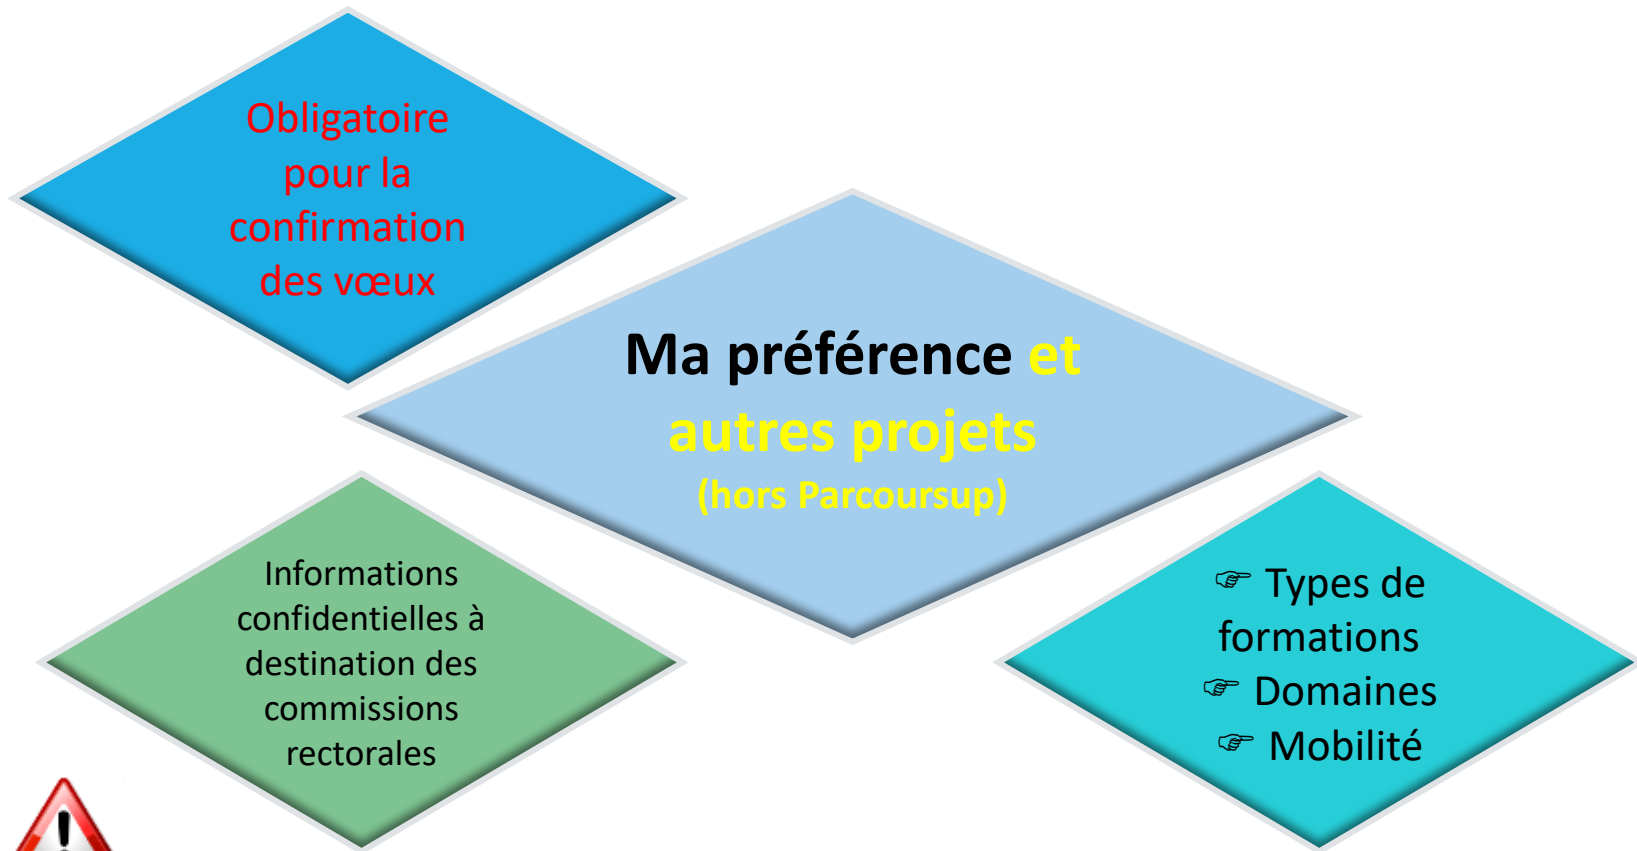 Obligatoire
pour la
confirmation
des vœux
Ma préférence et
autres projets
(hors Parcoursup)
Informations
confidentielles à
destination des
commissions
rectorales
☞ Types de
formations
☞ Domaines
☞ Mobilité
!